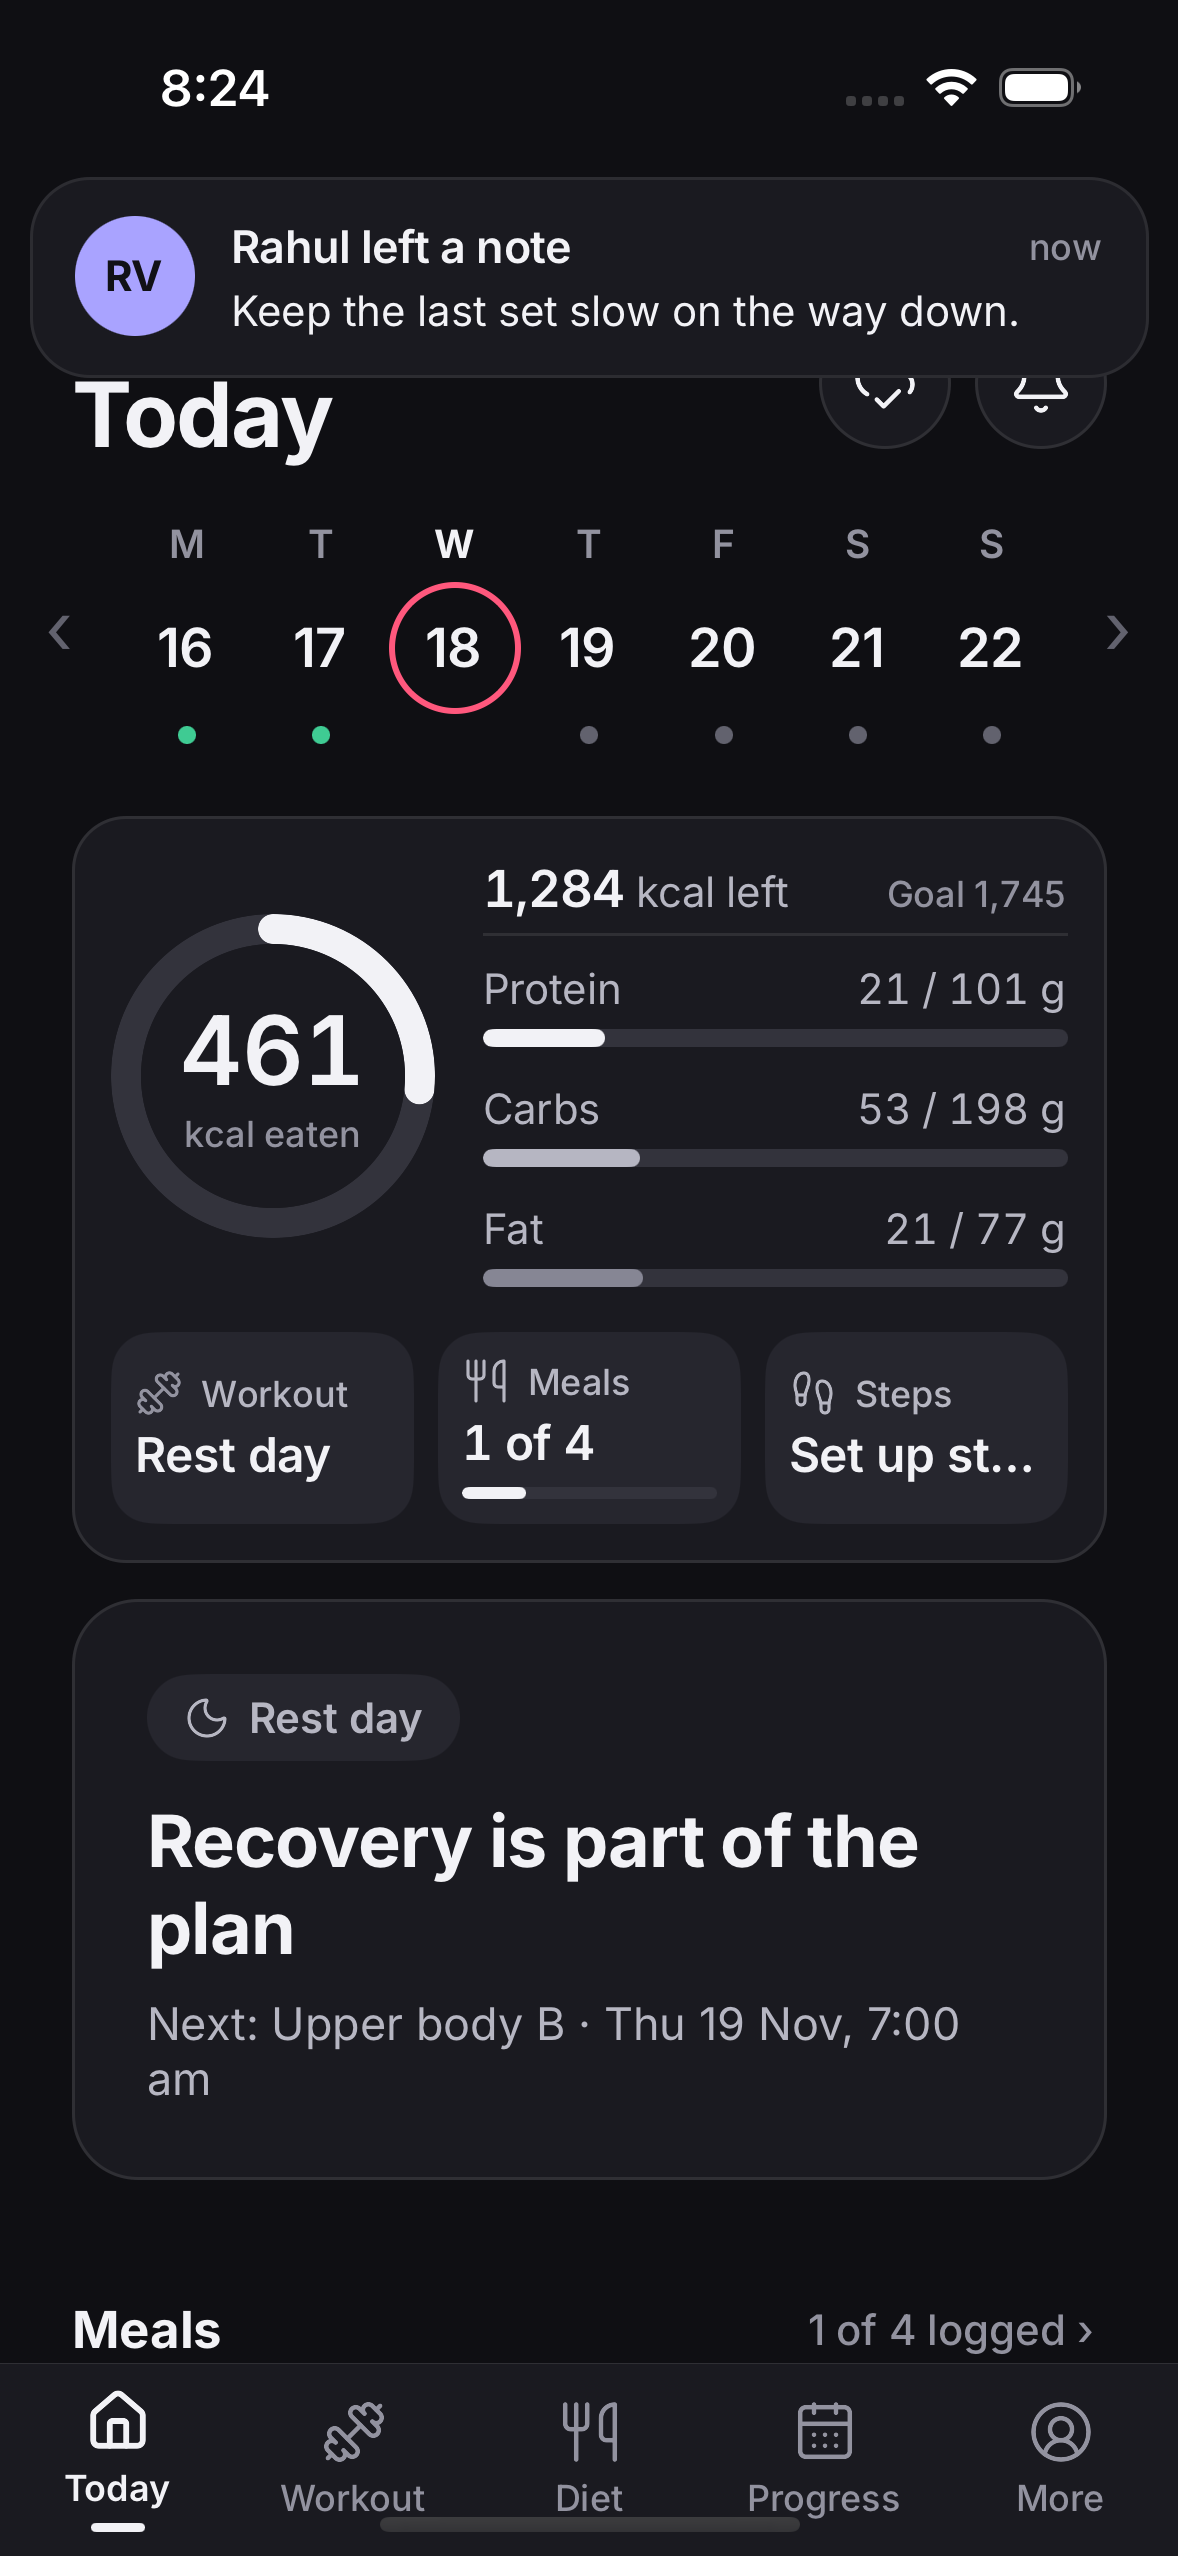 8:24
RV
Rahul left a note
now
Keep the last set slow on the way down.
Today
M T W T F S S
16 17 18 19 20 21 22
1,284 kcal left
Goal 1,745
461
kcal eaten
Protein
21 / 101 g
Carbs
53 / 198 g
Fat
21 / 77 g
Workout
Rest day
Meals
1 of 4
Steps
Set up st...
Rest day
Recovery is part of the
plan
Next: Upper body B · Thu 19 Nov, 7:00
am
Meals
1 of 4 logged ›
Today
Workout
Diet
Progress
More